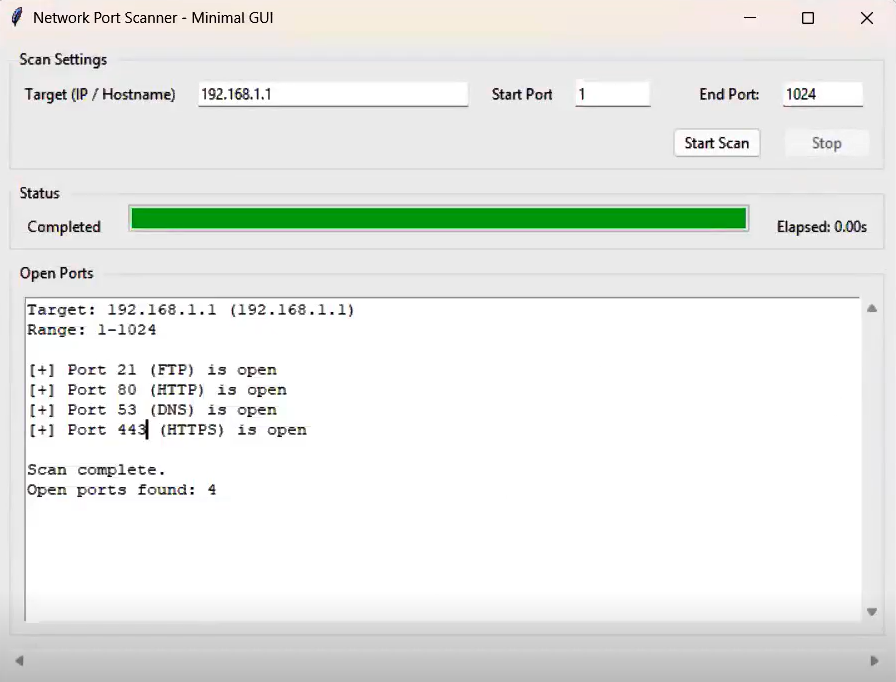 Network Port Scanner - Minimal GUI
Scan Settings
Target (IP / Hostname) 192.168.1.1 Start Port 1 End Port: 1024
Start Scan Stop
Status
Completed Elapsed: 0.00s
Open Ports
Target: 192.168.1.1 (192.168.1.1)
Range: 1-1024
[+] Port 21 (FTP) is open
[+] Port 80 (HTTP) is open
[+] Port 53 (DNS) is open
[+] Port 443 (HTTPS) is open
Scan complete.
Open ports found: 4